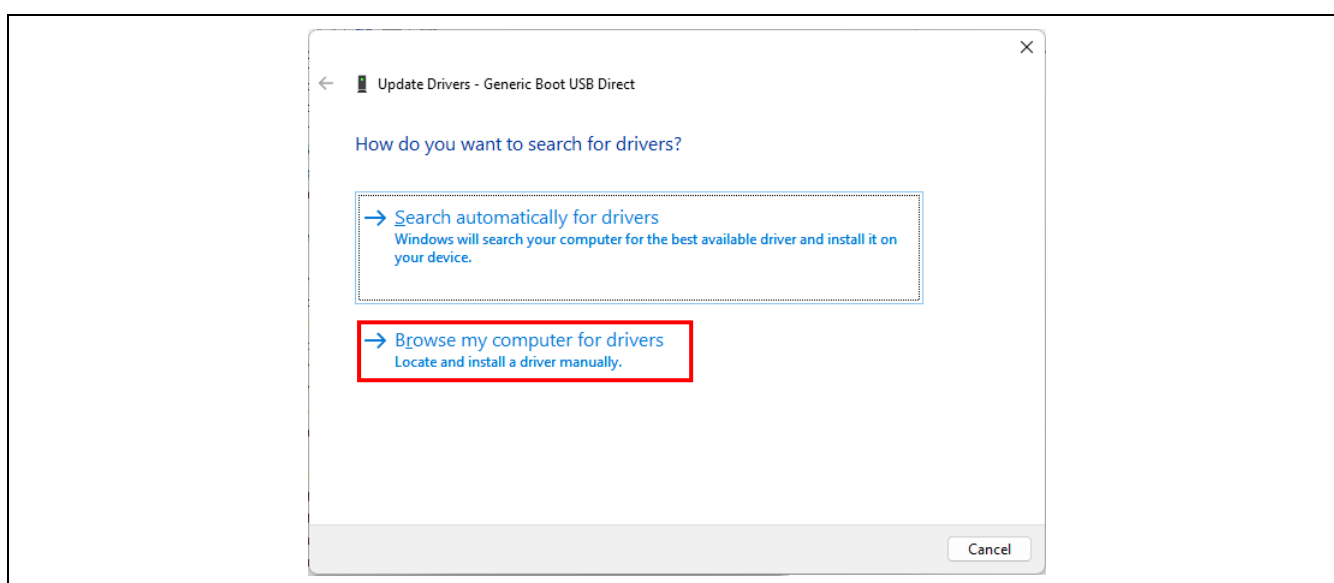 Update Drivers - Generic Boot USB Direct
How do you want to search for drivers?
Search automatically for drivers
Windows will search your computer for the best available driver and install it on
your device.
Browse my computer for drivers
Locate and install a driver manually.
Cancel